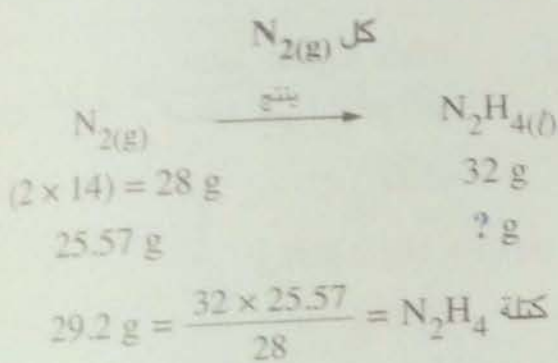 كل N₂(g)
N₂(g) ينتج → N₂H₄(l)
(2 × 14) = 28 g 32 g
25.57 g ? g
كتلة N₂H₄ = (32 × 25.57) / 28 = 29.2 g